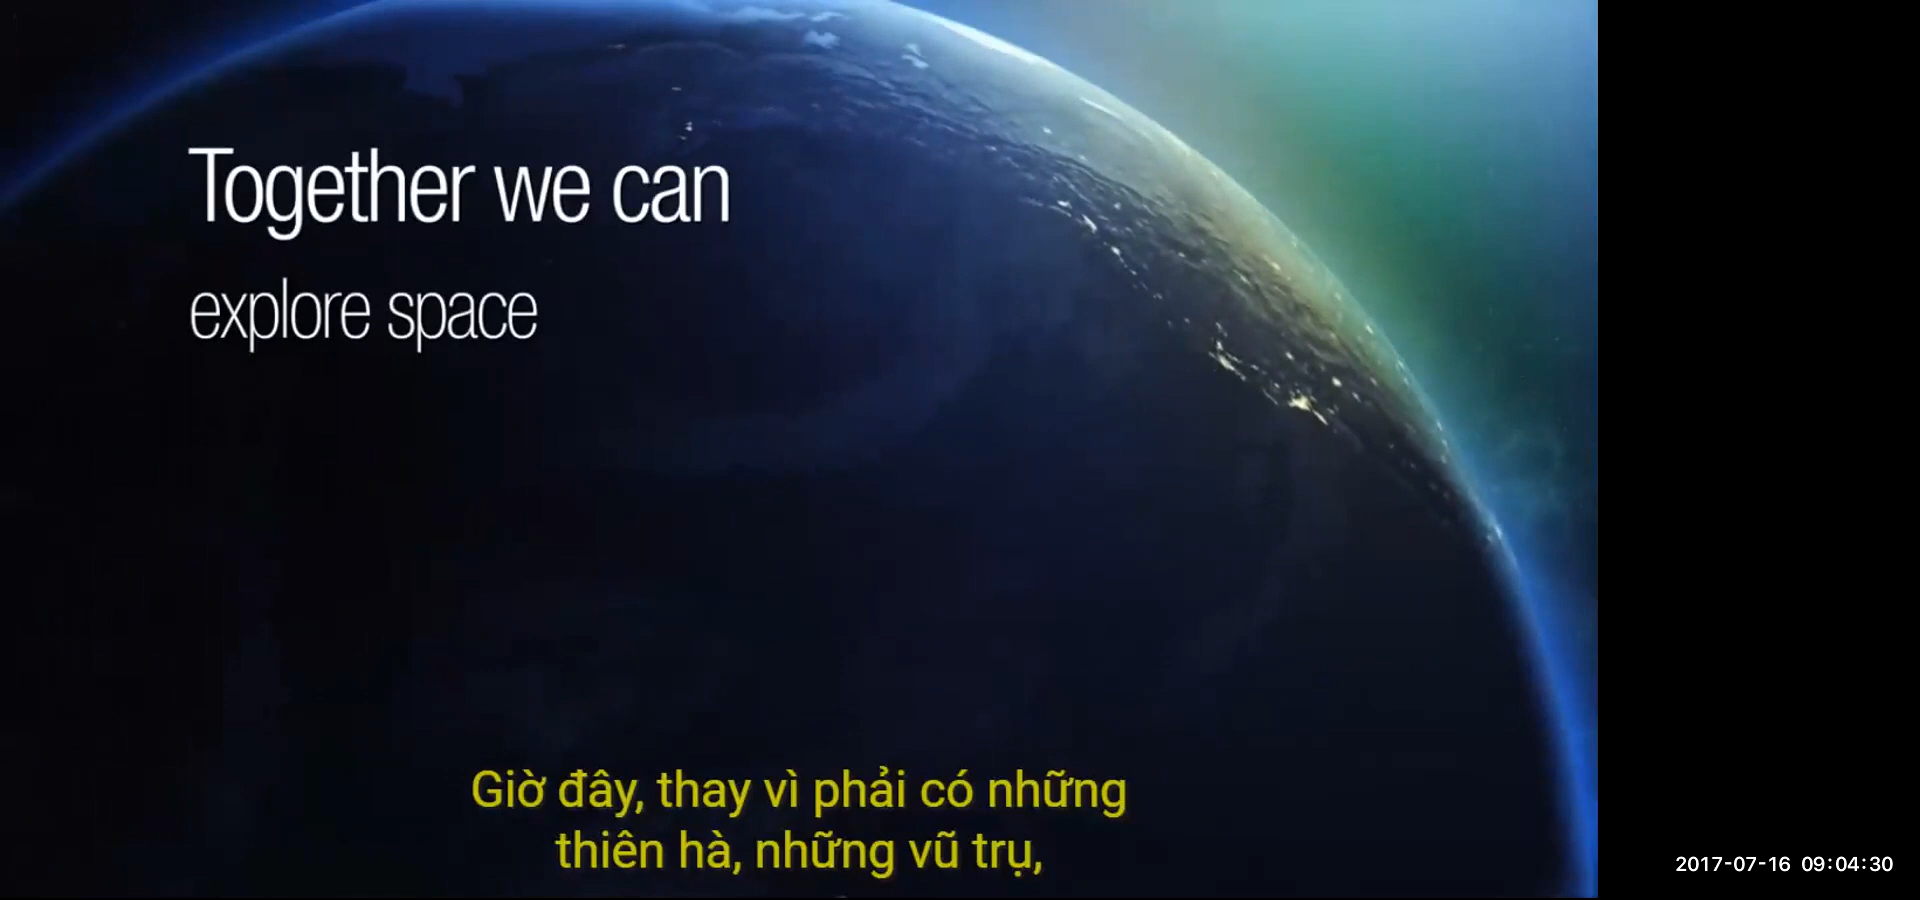 Together we can
explore space
Giờ đây, thay vì phải có những
thiên hà, những vũ trụ,
2017-07-16 09:04:30